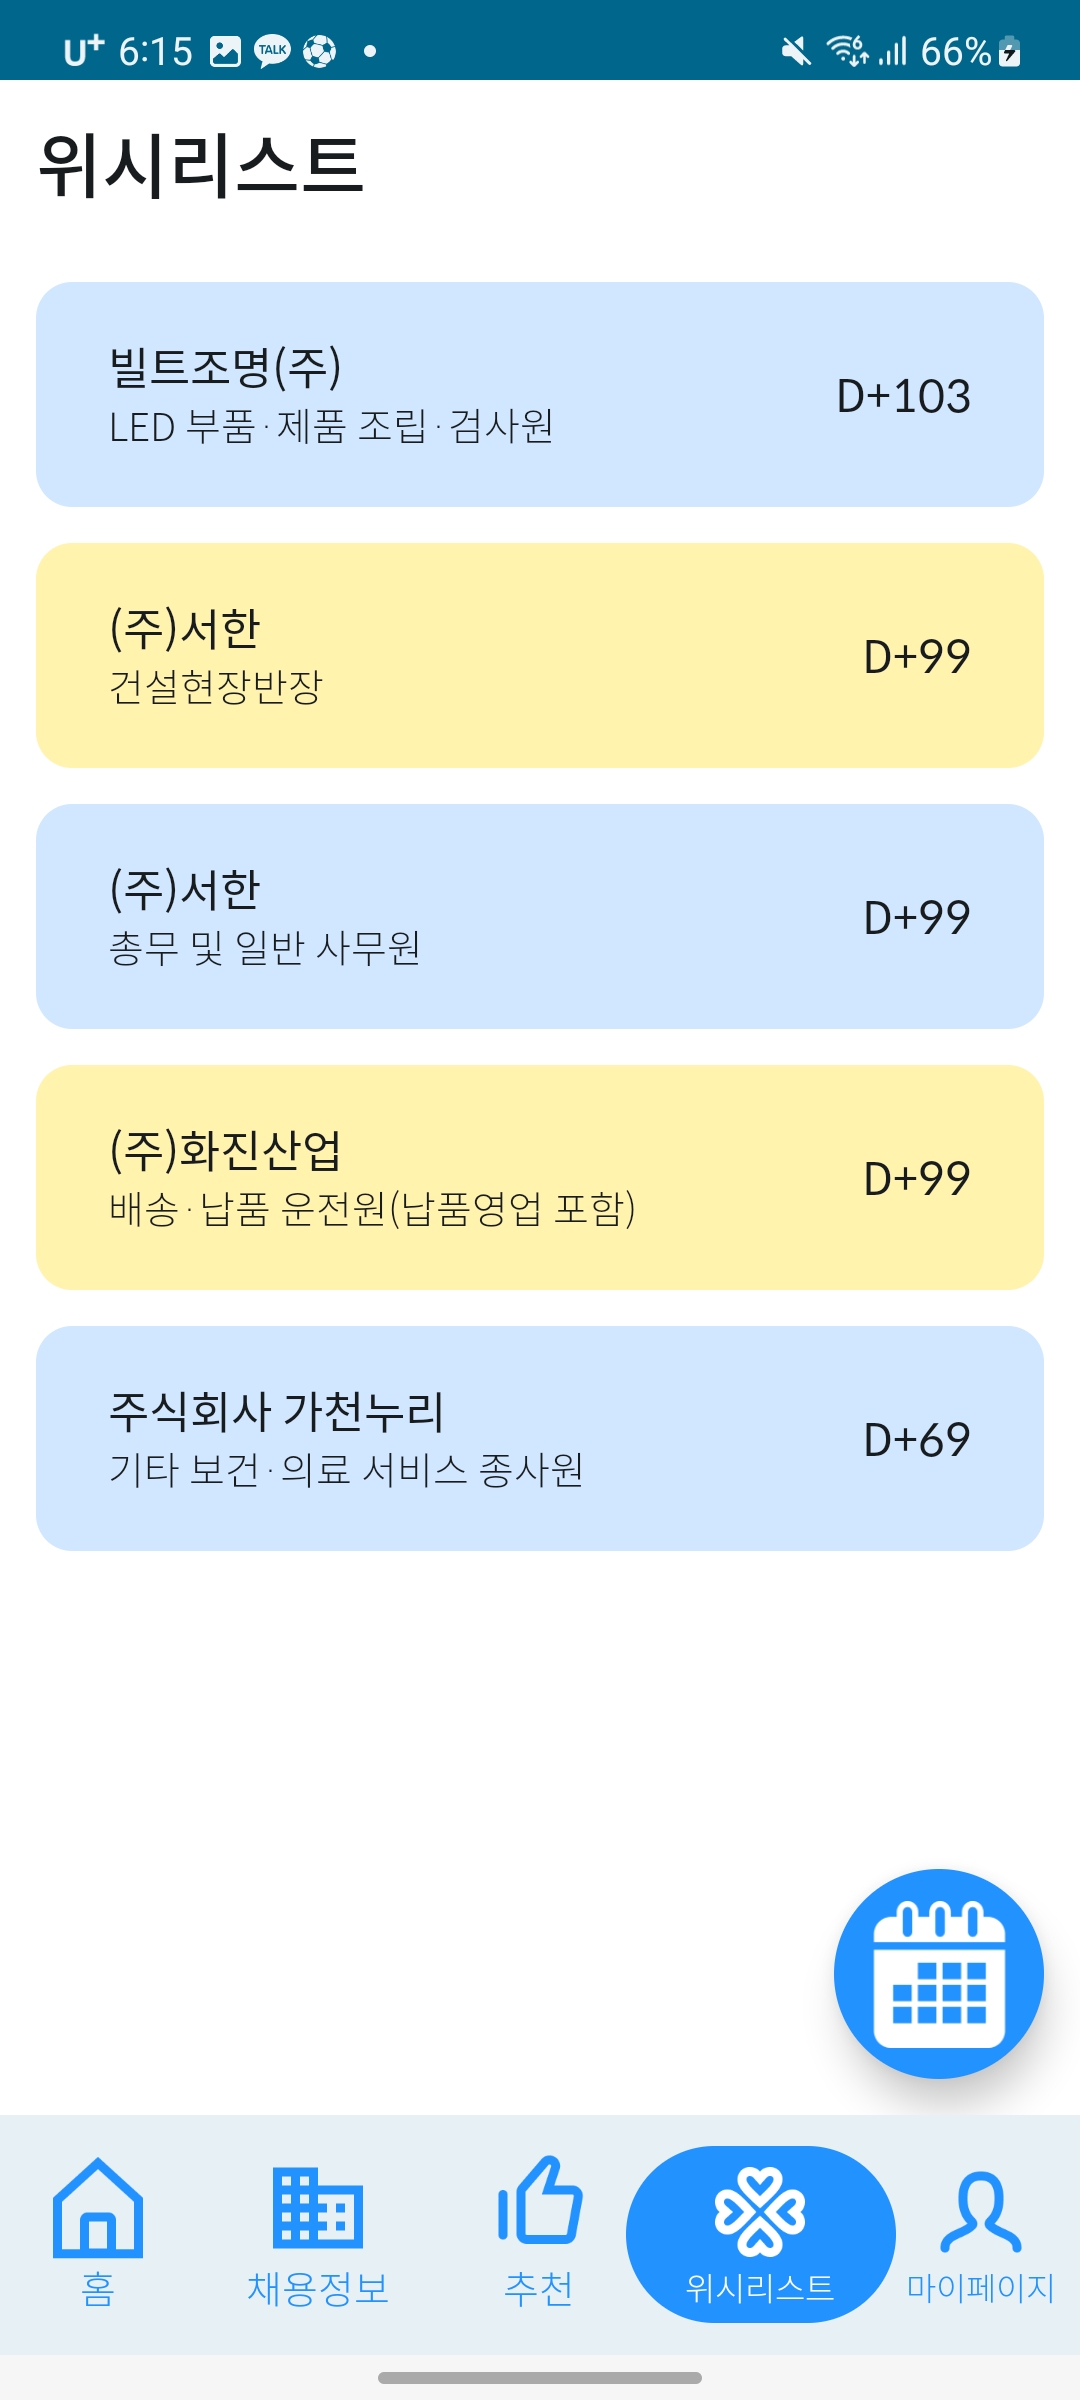 U+ 6:15 TALK 66%
위시리스트
빌트조명(주)
LED 부품·제품 조립·검사원
D+103
(주)서한
건설현장반장
D+99
(주)서한
총무 및 일반 사무원
D+99
(주)화진산업
배송·납품 운전원(납품영업 포함)
D+99
주식회사 가천누리
기타 보건·의료 서비스 종사원
D+69
홈 채용정보 추천 위시리스트 마이페이지